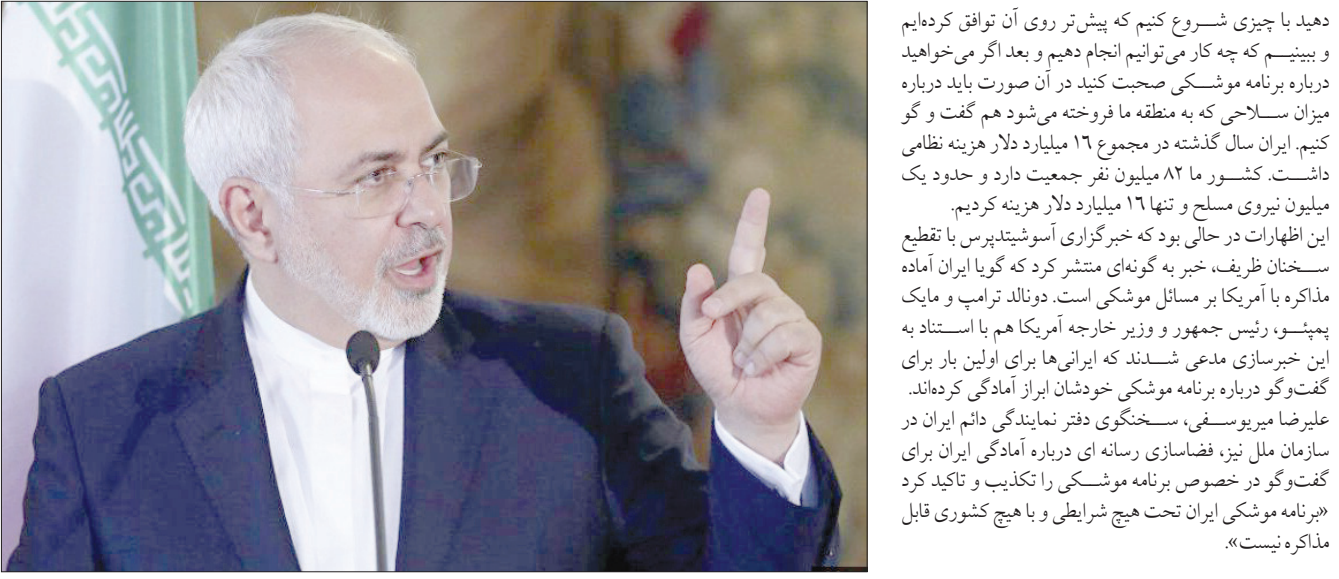 دهید با چیزی شروع کنیم که پیش‌تر روی آن توافق کرده‌ایم
و ببینیم که چه کار می‌توانیم انجام دهیم و بعد اگر می‌خواهید
درباره برنامه موشکی صحبت کنید در آن صورت باید درباره
میزان سلاحی که به منطقه ما فروخته می‌شود هم گفت و گو
کنیم. ایران سال گذشته در مجموع ۱۶ میلیارد دلار هزینه نظامی
داشت. کشور ما ۸۲ میلیون نفر جمعیت دارد و حدود یک
میلیون نیروی مسلح و تنها ۱۶ میلیارد دلار هزینه کردیم.
این اظهارات در حالی بود که خبرگزاری آسوشیتدپرس با تقطیع
سخنان ظریف، خبر به گونه‌ای منتشر کرد که گویا ایران آماده
مذاکره با آمریکا بر مسائل موشکی است. دونالد ترامپ و مایک
پمپئو، رئیس جمهور و وزیر خارجه آمریکا هم با استناد به
این خبرسازی مدعی شدند که ایرانی‌ها برای اولین بار برای
گفت‌وگو درباره برنامه موشکی خودشان ابراز آمادگی کرده‌اند.
علیرضا میریوسفی، سخنگوی دفتر نمایندگی دائم ایران در
سازمان ملل نیز، فضاسازی رسانه ای درباره آمادگی ایران برای
گفت‌وگو در خصوص برنامه موشکی را تکذیب و تاکید کرد
«برنامه موشکی ایران تحت هیچ شرایطی و با هیچ کشوری قابل
مذاکره نیست».